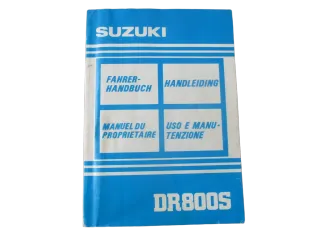 SUZUKI
FAHRER-
HANDBUCH
HANDLEIDING
MANUEL DU
PROPRIETAIRE
USO E MANU-
TENZIONE
DR800S